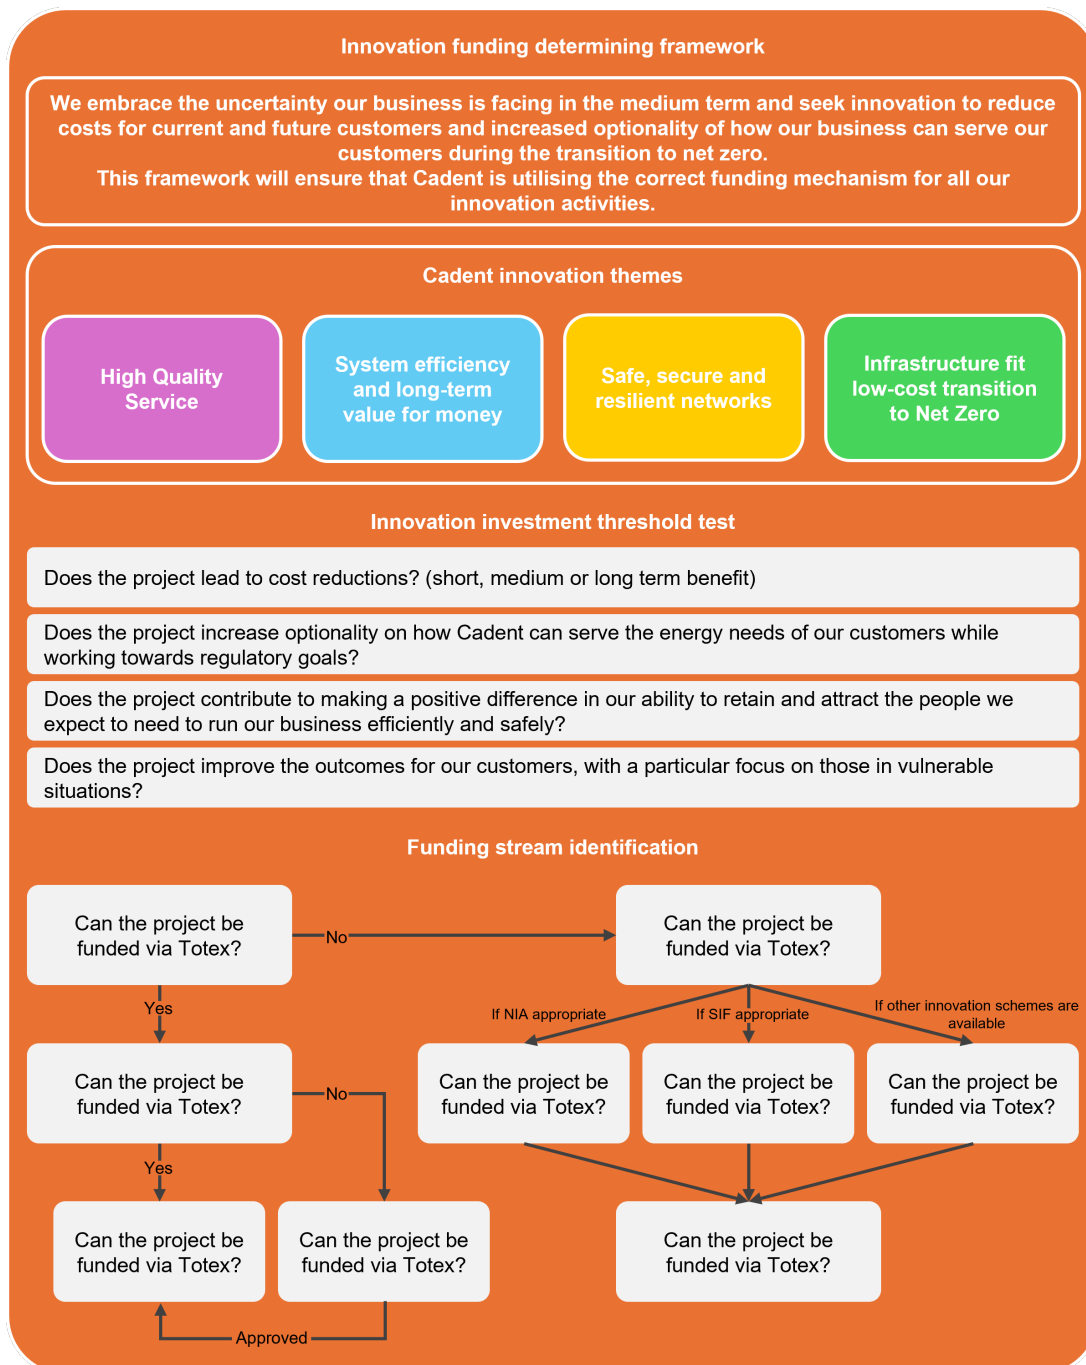 Innovation funding determining framework
We embrace the uncertainty our business is facing in the medium term and seek innovation to reduce
costs for current and future customers and increased optionality of how our business can serve our
customers during the transition to net zero.
This framework will ensure that Cadent is utilising the correct funding mechanism for all our
innovation activities.
Cadent innovation themes
High Quality
Service
System efficiency
and long-term
value for money
Safe, secure and
resilient networks
Infrastructure fit
low-cost transition
to Net Zero
Innovation investment threshold test
Does the project lead to cost reductions? (short, medium or long term benefit)
Does the project increase optionality on how Cadent can serve the energy needs of our customers while
working towards regulatory goals?
Does the project contribute to making a positive difference in our ability to retain and attract the people we
expect to need to run our business efficiently and safely?
Does the project improve the outcomes for our customers, with a particular focus on those in vulnerable
situations?
Funding stream identification
Can the project be
funded via Totex?
No
Can the project be
funded via Totex?
Yes
If NIA appropriate
If SIF appropriate
If other innovation schemes are
available
Can the project be
funded via Totex?
No
Can the project be
funded via Totex?
Can the project be
funded via Totex?
Can the project be
funded via Totex?
Yes
Can the project be
funded via Totex?
Can the project be
funded via Totex?
Can the project be
funded via Totex?
Approved